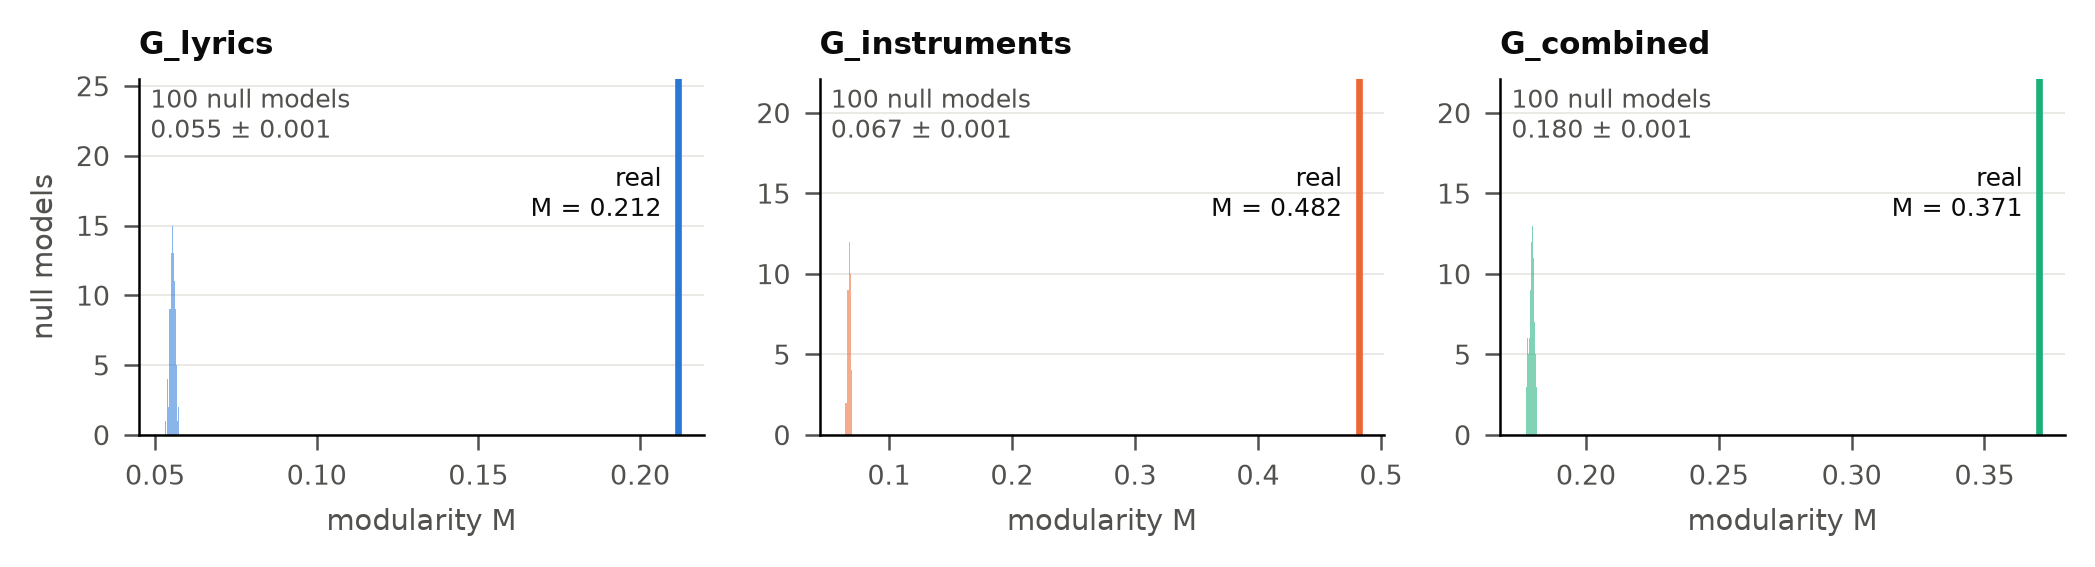 G_lyrics
25
20
15
10
5
0
null models
100 null models
0.055 ± 0.001
real
M = 0.212
0.05 0.10 0.15 0.20
modularity M
G_instruments
20
15
10
5
0
100 null models
0.067 ± 0.001
real
M = 0.482
0.1 0.2 0.3 0.4 0.5
modularity M
G_combined
20
15
10
5
0
100 null models
0.180 ± 0.001
real
M = 0.371
0.20 0.25 0.30 0.35
modularity M